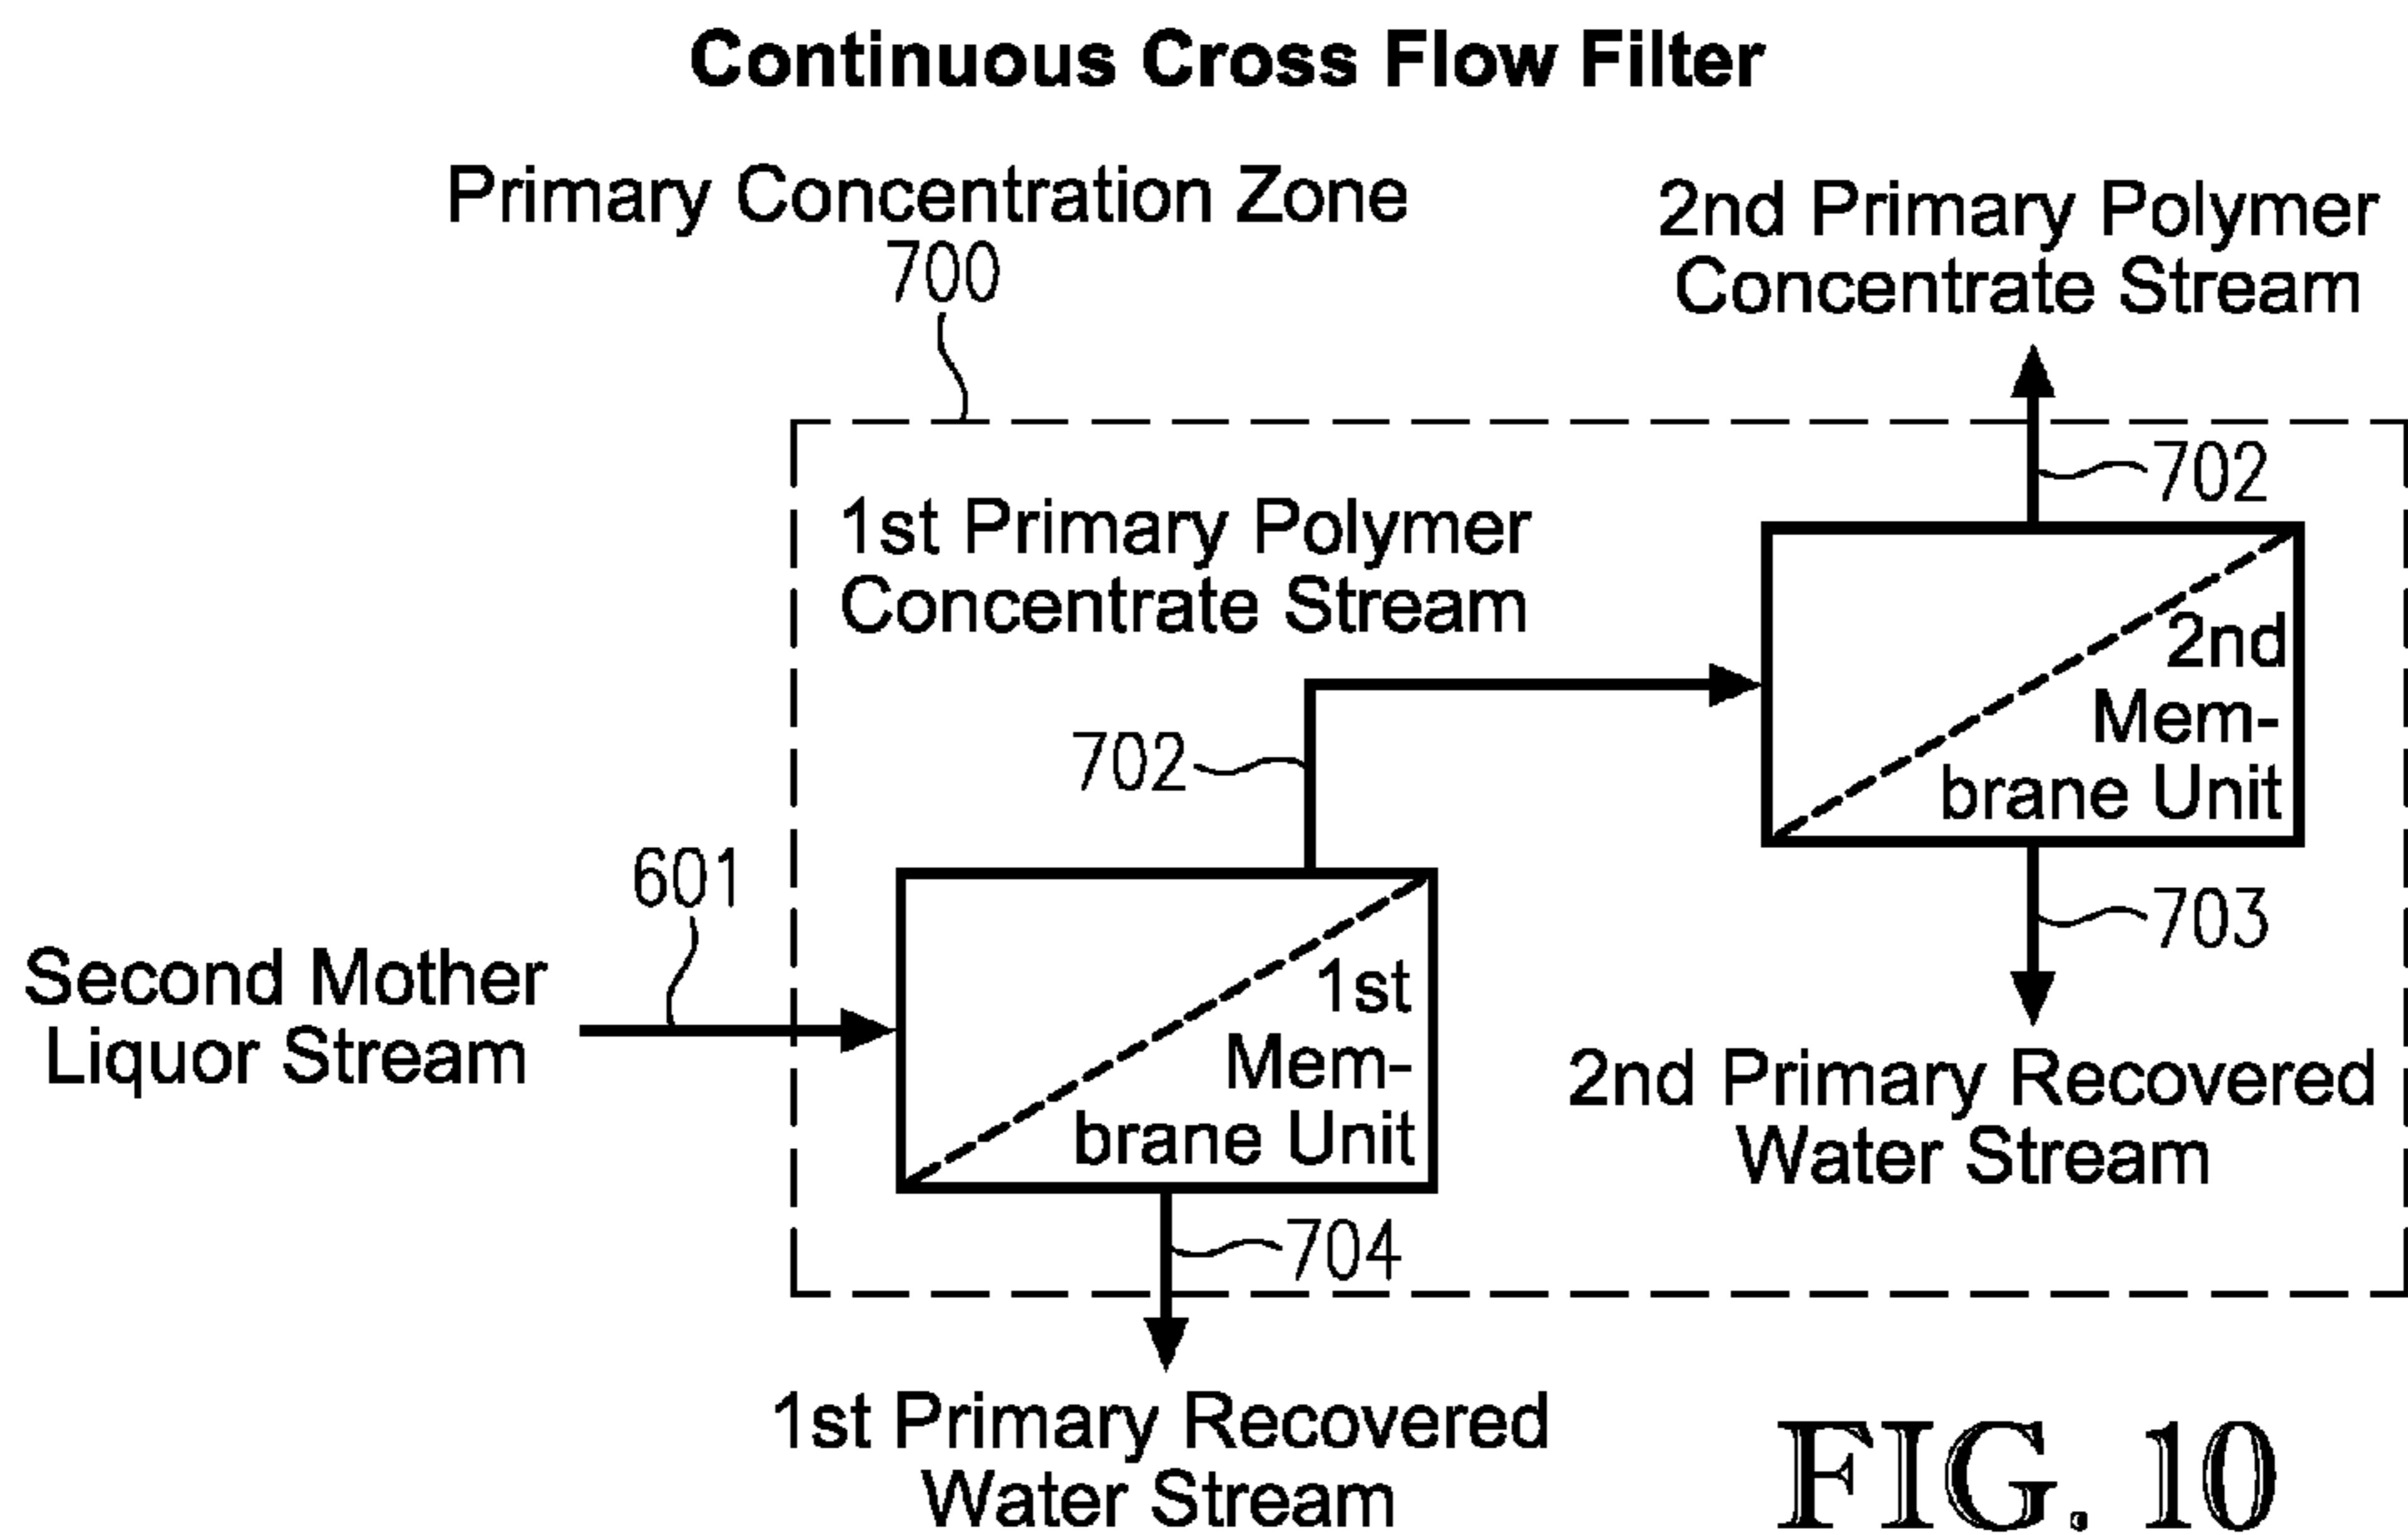 Continuous Cross Flow Filter
Primary Concentration Zone
700
2nd Primary Polymer
Concentrate Stream
702
1st Primary Polymer
Concentrate Stream
2nd
Mem-
brane Unit
702
703
601
Second Mother
Liquor Stream
1st
Mem-
brane Unit
2nd Primary Recovered
Water Stream
704
1st Primary Recovered
Water Stream
FIG. 10